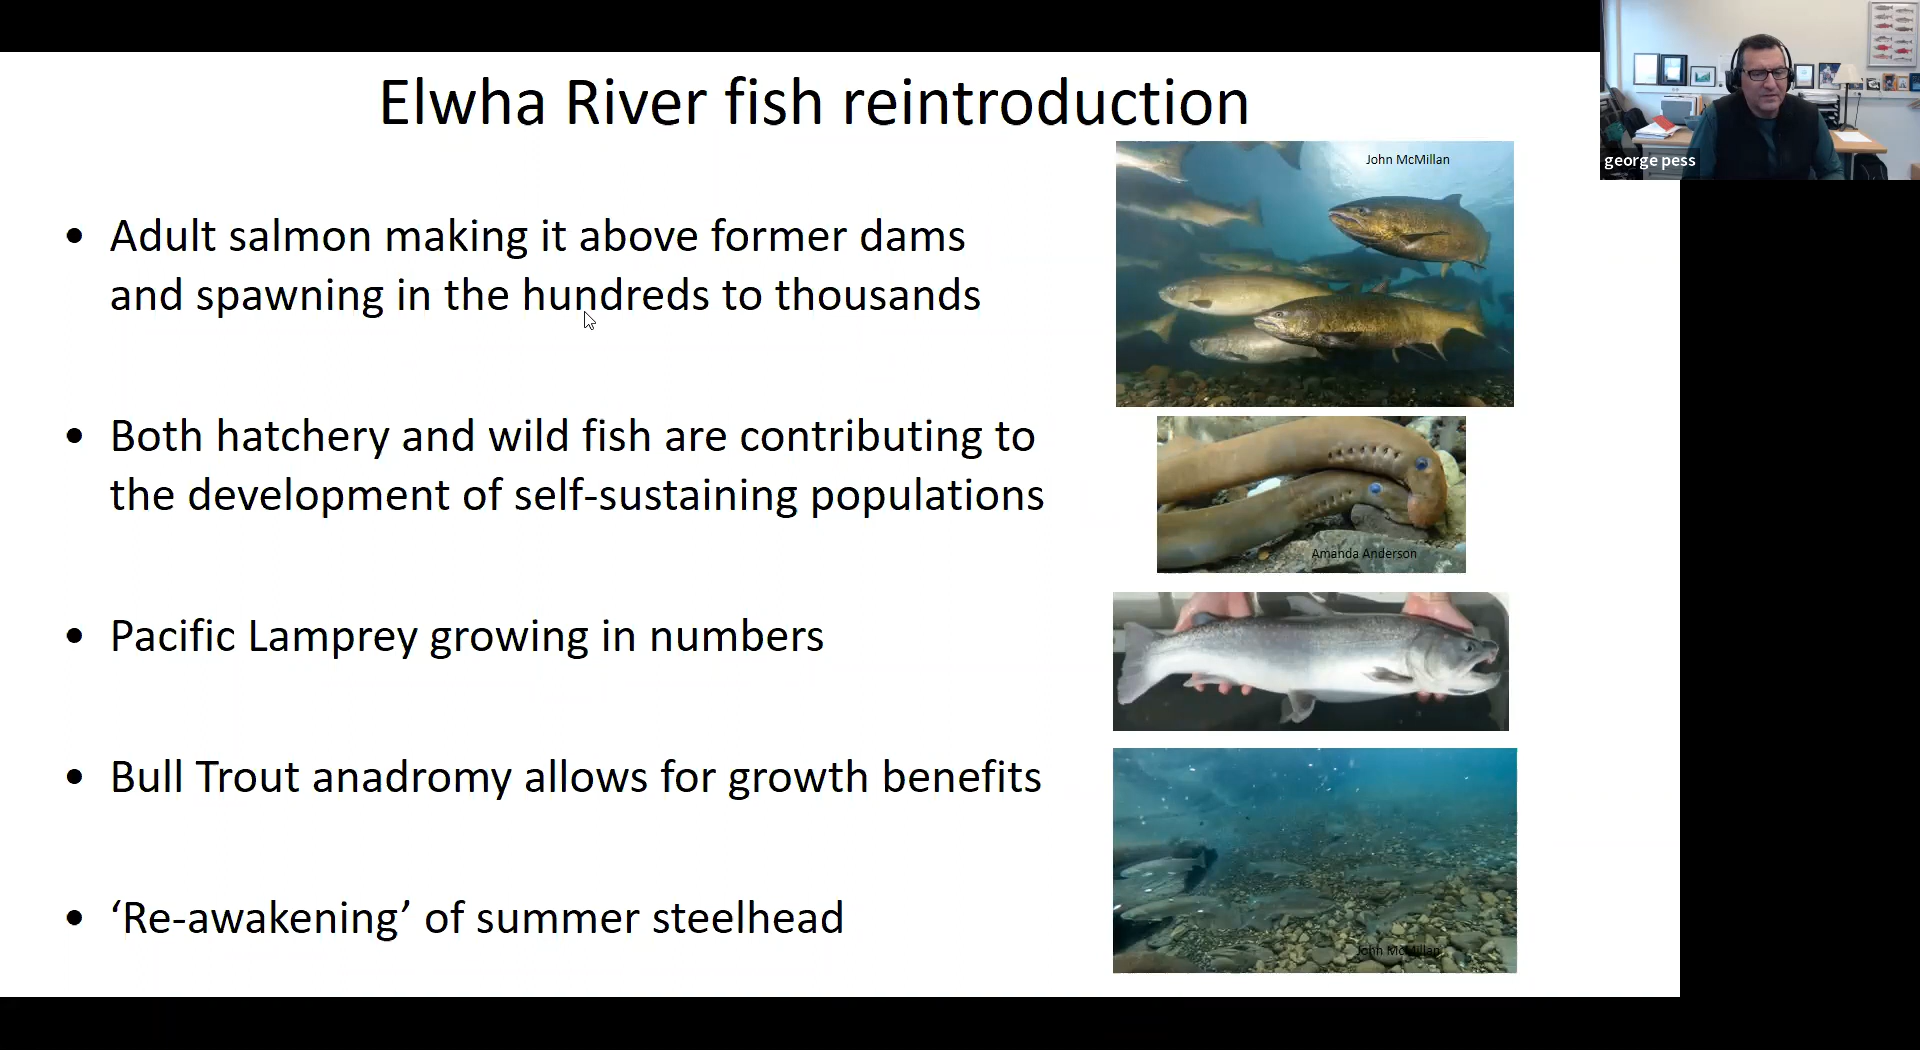 Elwha River fish reintroduction
• Adult salmon making it above former dams
and spawning in the hundreds to thousands
• Both hatchery and wild fish are contributing to
the development of self-sustaining populations
• Pacific Lamprey growing in numbers
• Bull Trout anadromy allows for growth benefits
• ‘Re-awakening’ of summer steelhead
John McMillan
Amanda Anderson
John McMillan
george pess